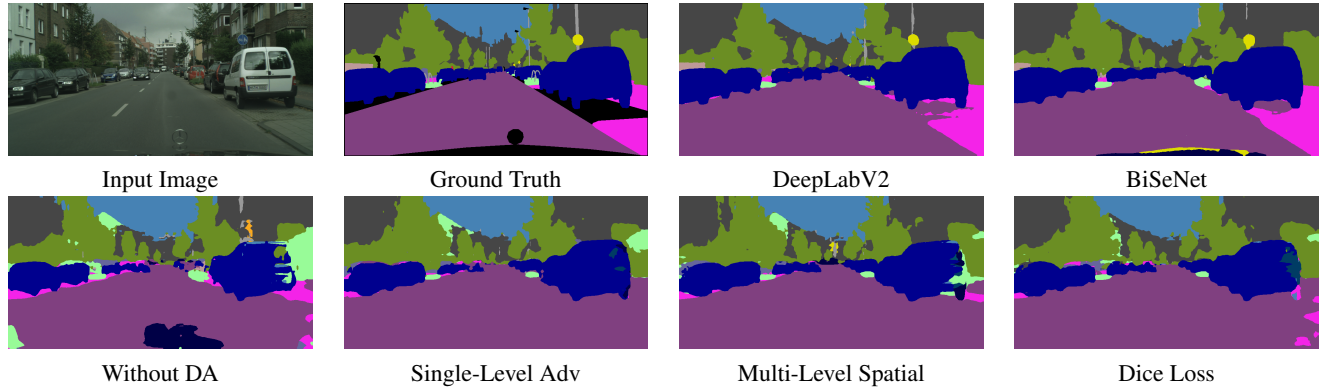 Input Image
Ground Truth
DeepLabV2
BiSeNet
Without DA
Single-Level Adv
Multi-Level Spatial
Dice Loss